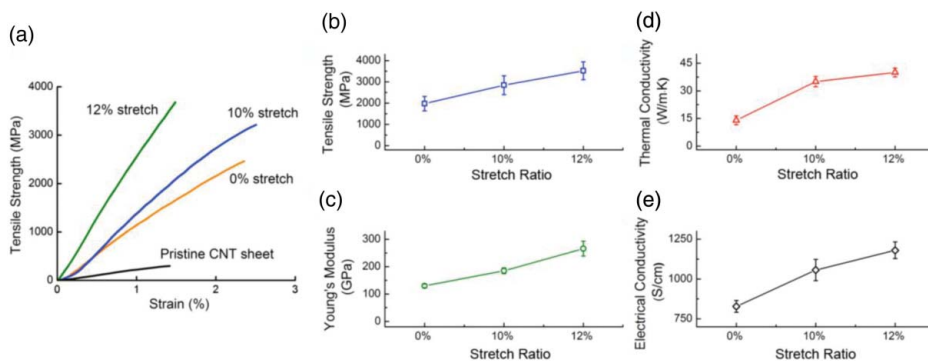 (a)
4000
3000
2000
1000
0
Tensile Strength (MPa)
12% stretch
10% stretch
0% stretch
Pristine CNT sheet
0
1
2
3
Strain (%)
(b)
Tensile Strength
(MPa)
5000
4000
3000
2000
1000
0
0%
10%
12%
Stretch Ratio
(c)
Young's Modulus
(GPa)
300
200
100
0
0%
10%
12%
Stretch Ratio
(d)
Thermal Conductivity
(W/mK)
45
30
15
0
0%
10%
12%
Stretch Ratio
(e)
Electrical Conductivity
(S/cm)
1250
1000
750
0%
10%
12%
Stretch Ratio